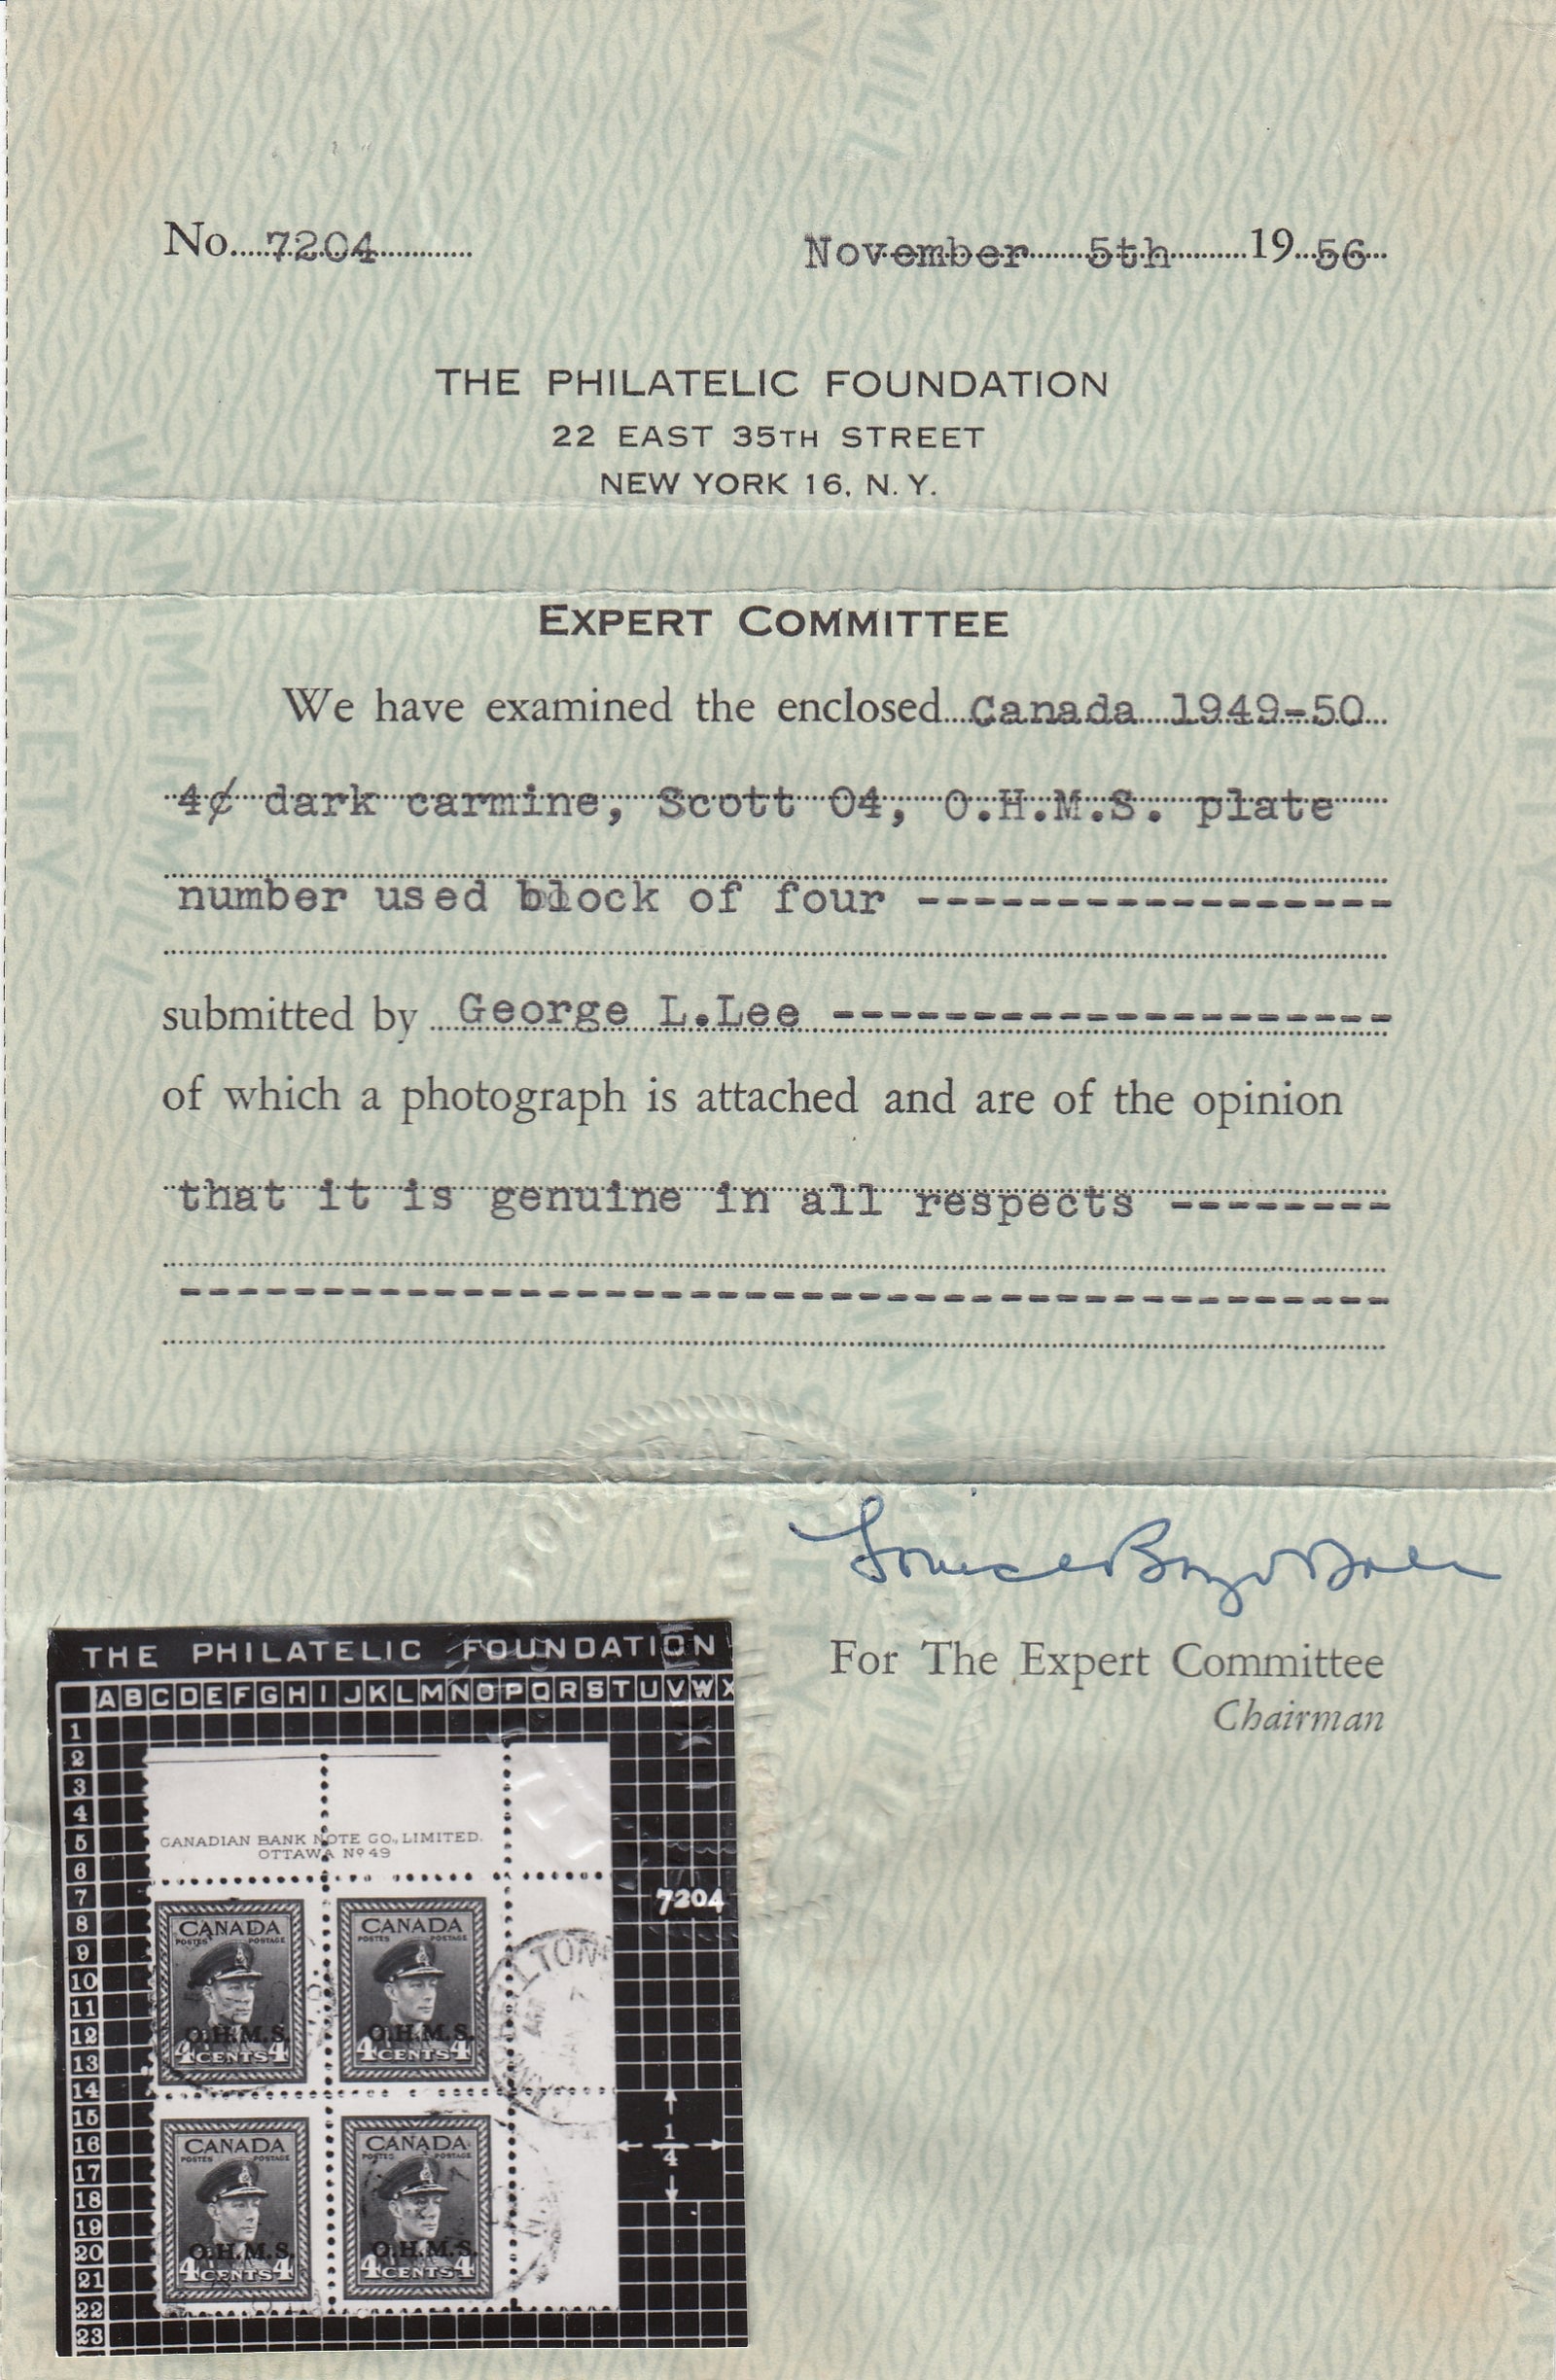 No. 7204
November 5th 19 56
THE PHILATELIC FOUNDATION
22 EAST 35TH STREET
NEW YORK 16, N. Y.
EXPERT COMMITTEE
We have examined the enclosed Canada 1949-50
4¢ dark carmine, Scott O4, O.H.M.S. plate
number used block of four
submitted by George L.Lee
of which a photograph is attached and are of the opinion
that it is genuine in all respects
For The Expert Committee
Chairman
THE PHILATELIC FOUNDATION
A B C D E F G H I J K L M N O P Q R S T U V W X
1
2
3
4
5
6
7
8
9
10
11
12
13
14
15
16
17
18
19
20
21
22
23
CANADIAN BANK NOTE CO., LIMITED.
OTTAWA Nº 49
7204
CANADA CANADA
POSTES POSTAGE POSTES POSTAGE
O.H.M.S. O.H.M.S.
4 CENTS 4 4 CENTS 4
1
4
CANADA CANADA
POSTES POSTAGE POSTES POSTAGE
O.H.M.S. O.H.M.S.
4 CENTS 4 4 CENTS 4